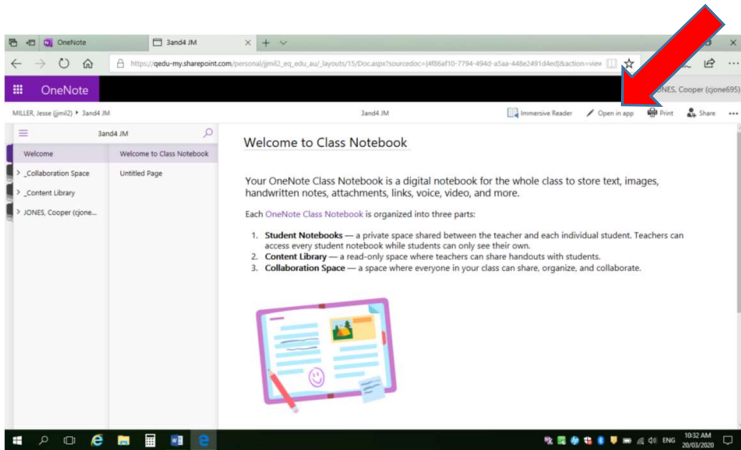 OneNote
3and4 JM
https://qedu-my.sharepoint.com/personal/jjmil2_eq_edu_au/_layouts/15/Doc.aspx?sourcedoc={4f86af10-7794-494d-a5aa-448e2491d4ed}&action=view
OneNote
JONES, Cooper (cjone695)
MILLER, Jesse (jjmil2) ▸ 3and4 JM
3and4 JM
Immersive Reader
Open in app
Print
Share
3and4 JM
Welcome
_Collaboration Space
_Content Library
JONES, Cooper (cjone...
Welcome to Class Notebook
Untitled Page
Welcome to Class Notebook
Your OneNote Class Notebook is a digital notebook for the whole class to store text, images,
handwritten notes, attachments, links, voice, video, and more.
Each OneNote Class Notebook is organized into three parts:
1. Student Notebooks — a private space shared between the teacher and each individual student. Teachers can
access every student notebook while students can only see their own.
2. Content Library — a read-only space where teachers can share handouts with students.
3. Collaboration Space — a space where everyone in your class can share, organize, and collaborate.
ENG
10:32 AM
20/03/2020